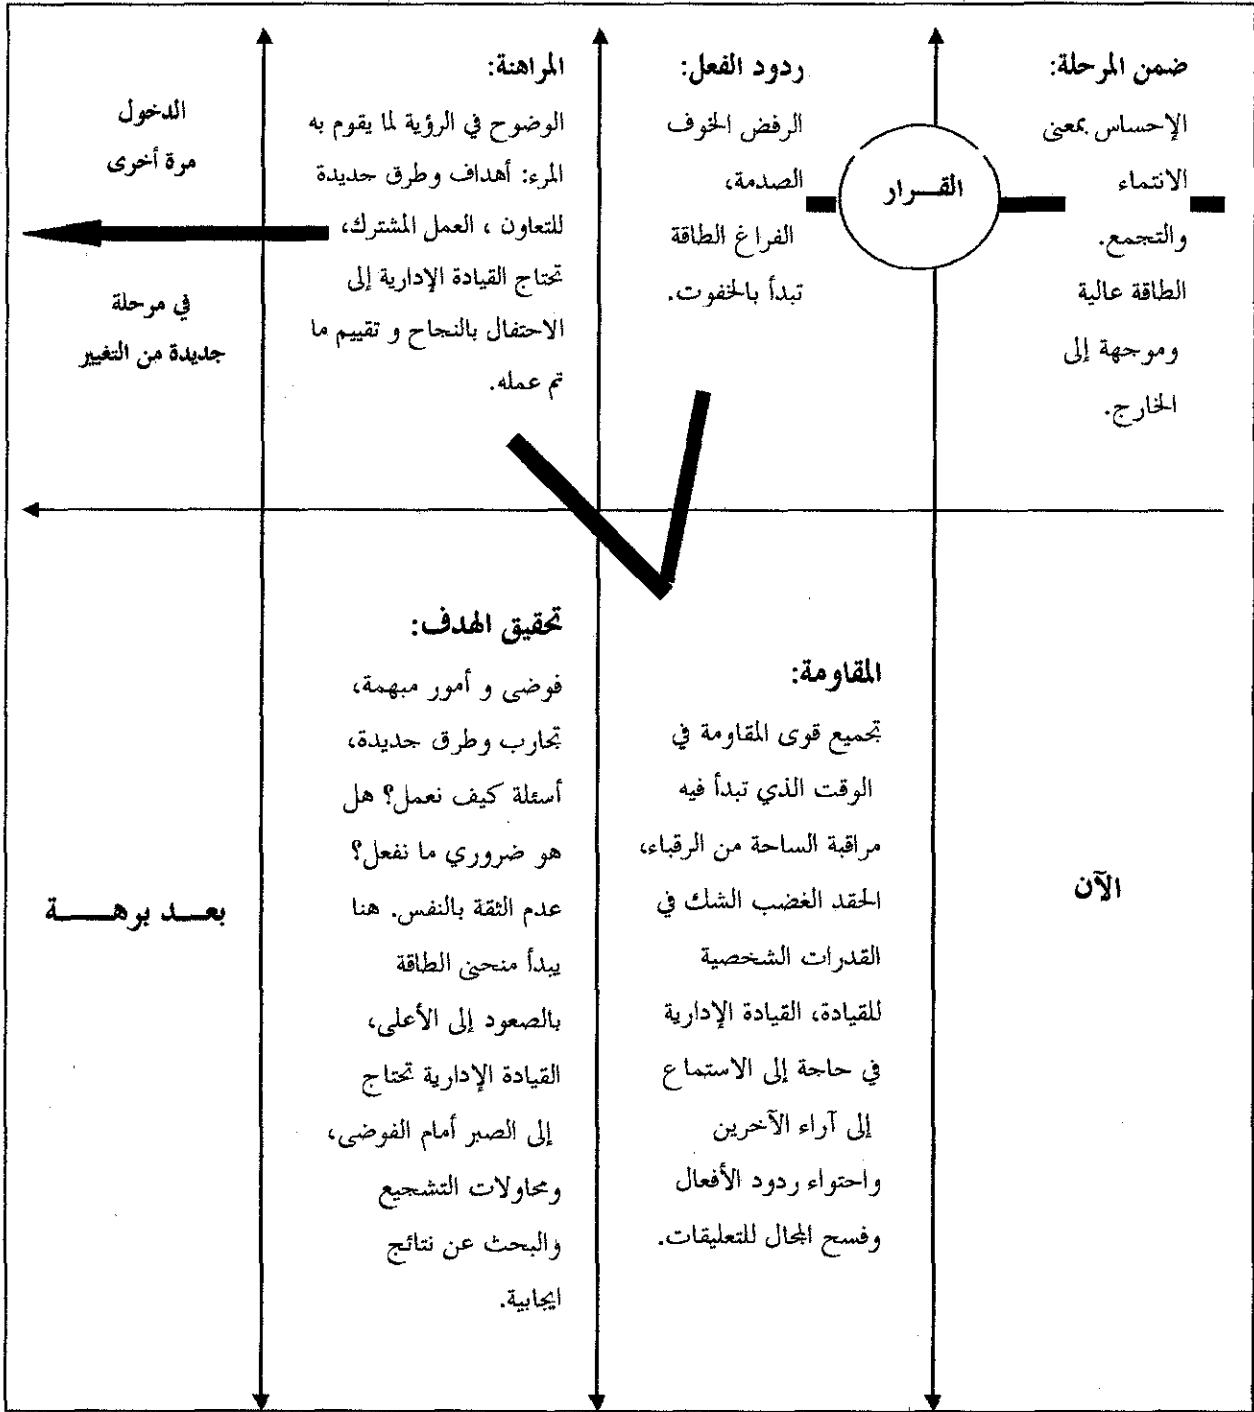 ضمن المرحلة:
الإحساس بمعنى
الانتماء
والتجمع.
الطاقة عالية
وموجهة إلى
الخارج.
القـــرار
ردود الفعل:
الرفض الخوف
الصدمة،
الفراغ الطاقة
تبدأ بالخفوت.
المراهنة:
الوضوح في الرؤية لما يقوم به
المرء: أهداف وطرق جديدة
للتعاون ، العمل المشترك،
تحتاج القيادة الإدارية إلى
الاحتفال بالنجاح و تقييم ما
تم عمله.
الدخول
مرة أخرى
في مرحلة
جديدة من التغيير
الآن
المقاومة:
تجميع قوى المقاومة في
الوقت الذي تبدأ فيه
مراقبة الساحة من الرقباء،
الحقد الغضب الشك في
القدرات الشخصية
للقيادة، القيادة الإدارية
في حاجة إلى الاستماع
إلى آراء الآخرين
واحتواء ردود الأفعال
وفسح المجال للتعليقات.
تحقيق الهدف:
فوضى و أمور مبهمة،
تجارب وطرق جديدة،
أسئلة كيف نعمل؟ هل
هو ضروري ما نفعل؟
عدم الثقة بالنفس. هنا
يبدأ منحنى الطاقة
بالصعود إلى الأعلى،
القيادة الإدارية تحتاج
إلى الصبر أمام الفوضى،
ومحاولات التشجيع
والبحث عن نتائج
ايجابية.
بعـــد برهـــــة